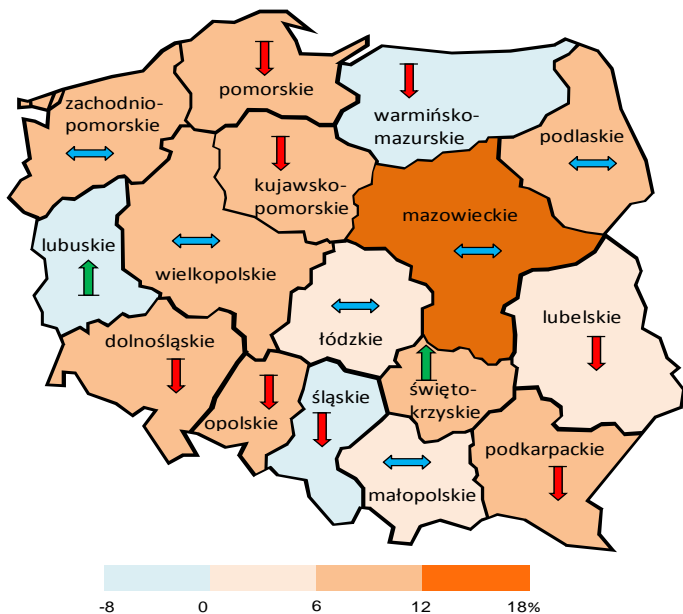 pomorskie
zachodnio-
pomorskie
warmińsko-
mazurskie
podlaskie
kujawsko-
pomorskie
mazowieckie
lubuskie
wielkopolskie
łódzkie
lubelskie
dolnośląskie
opolskie
śląskie
święto-
krzyskie
podkarpackie
małopolskie
-8 0 6 12 18%